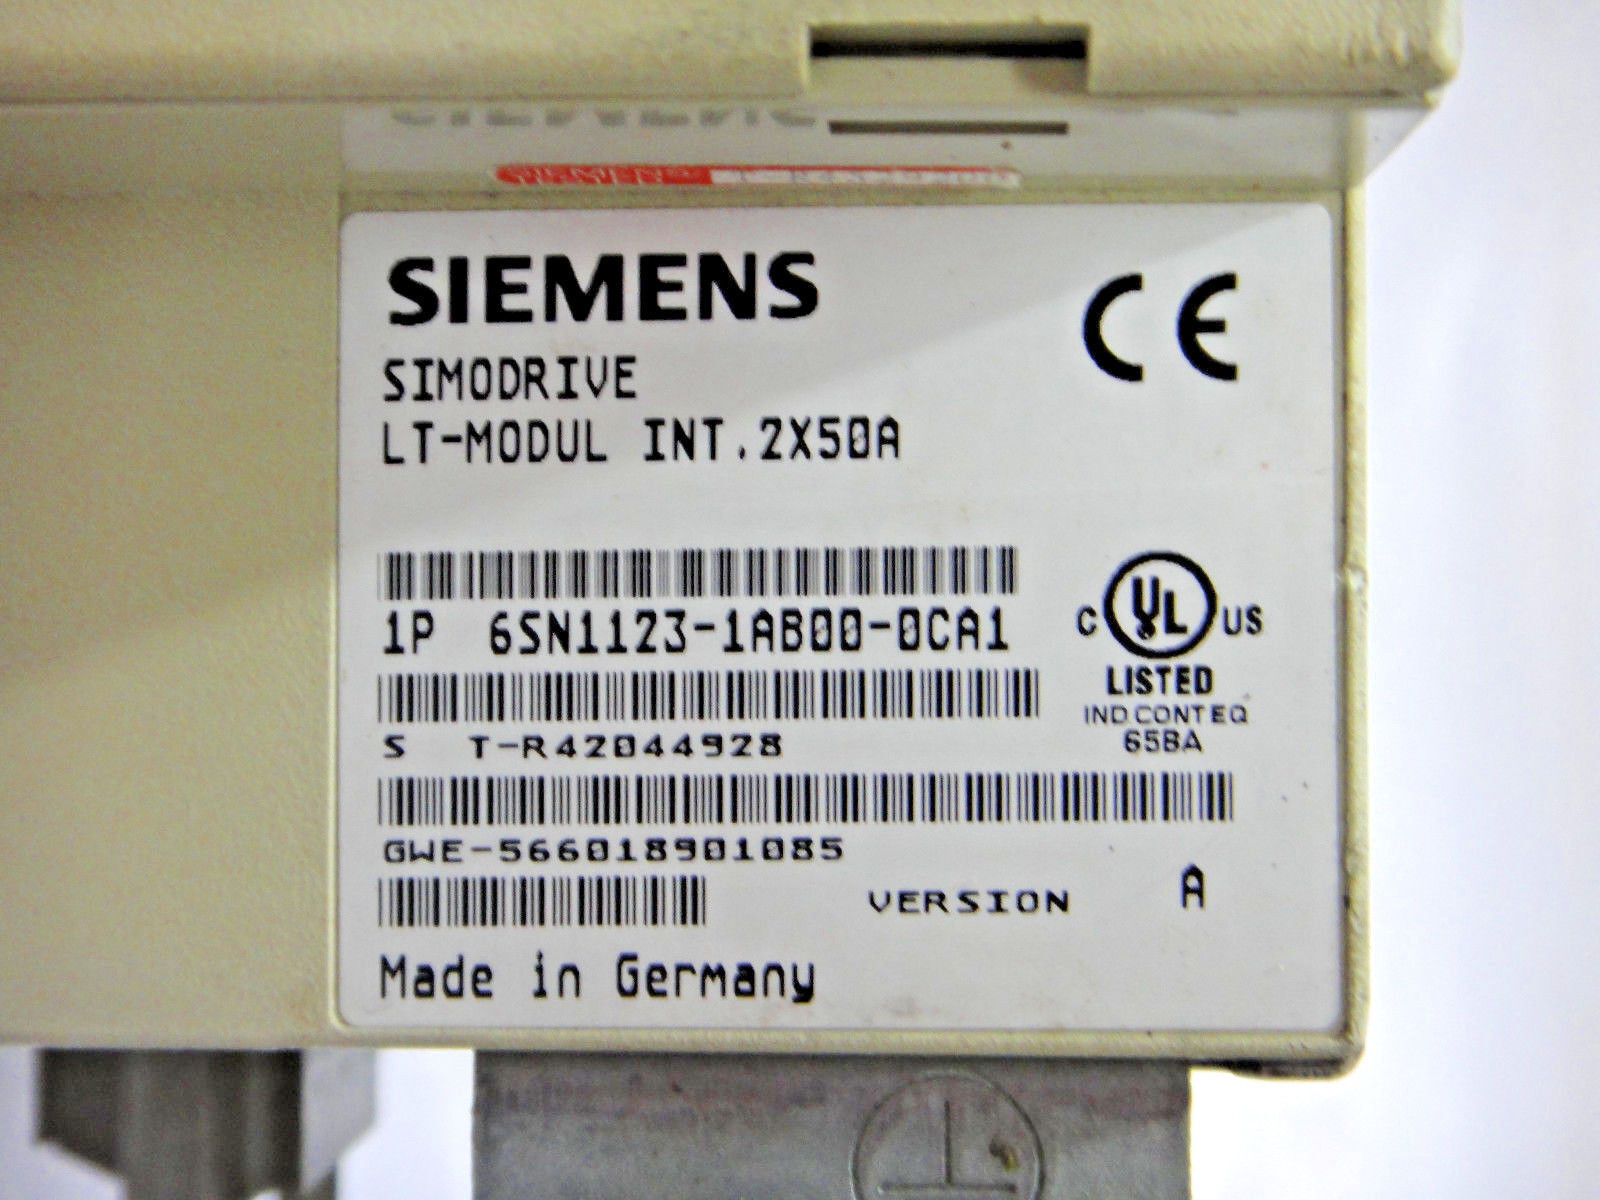 SIEMENS
SIEMENS
CE
SIMODRIVE
LT-MODUL INT.2X50A
1P 6SN1123-1AB00-0CA1
C UL US
LISTED
IND CONT EQ
65BA
S T-R42044928
GWE-566018901085
VERSION A
Made in Germany